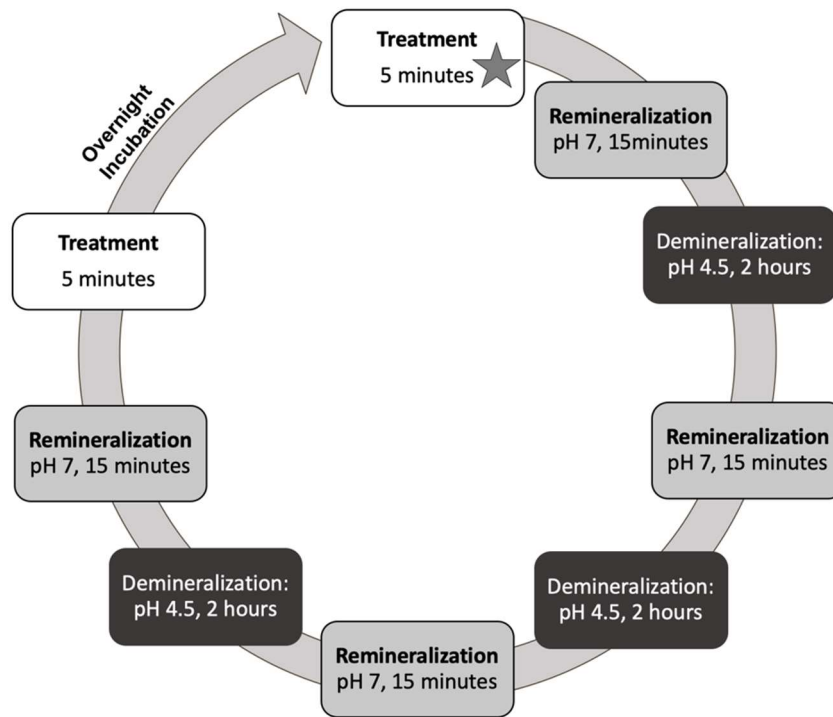 Treatment
5 minutes
Remineralization
pH 7, 15minutes
Demineralization:
pH 4.5, 2 hours
Remineralization
pH 7, 15 minutes
Demineralization:
pH 4.5, 2 hours
Remineralization
pH 7, 15 minutes
Demineralization:
pH 4.5, 2 hours
Remineralization
pH 7, 15 minutes
Treatment
5 minutes
Overnight
Incubation